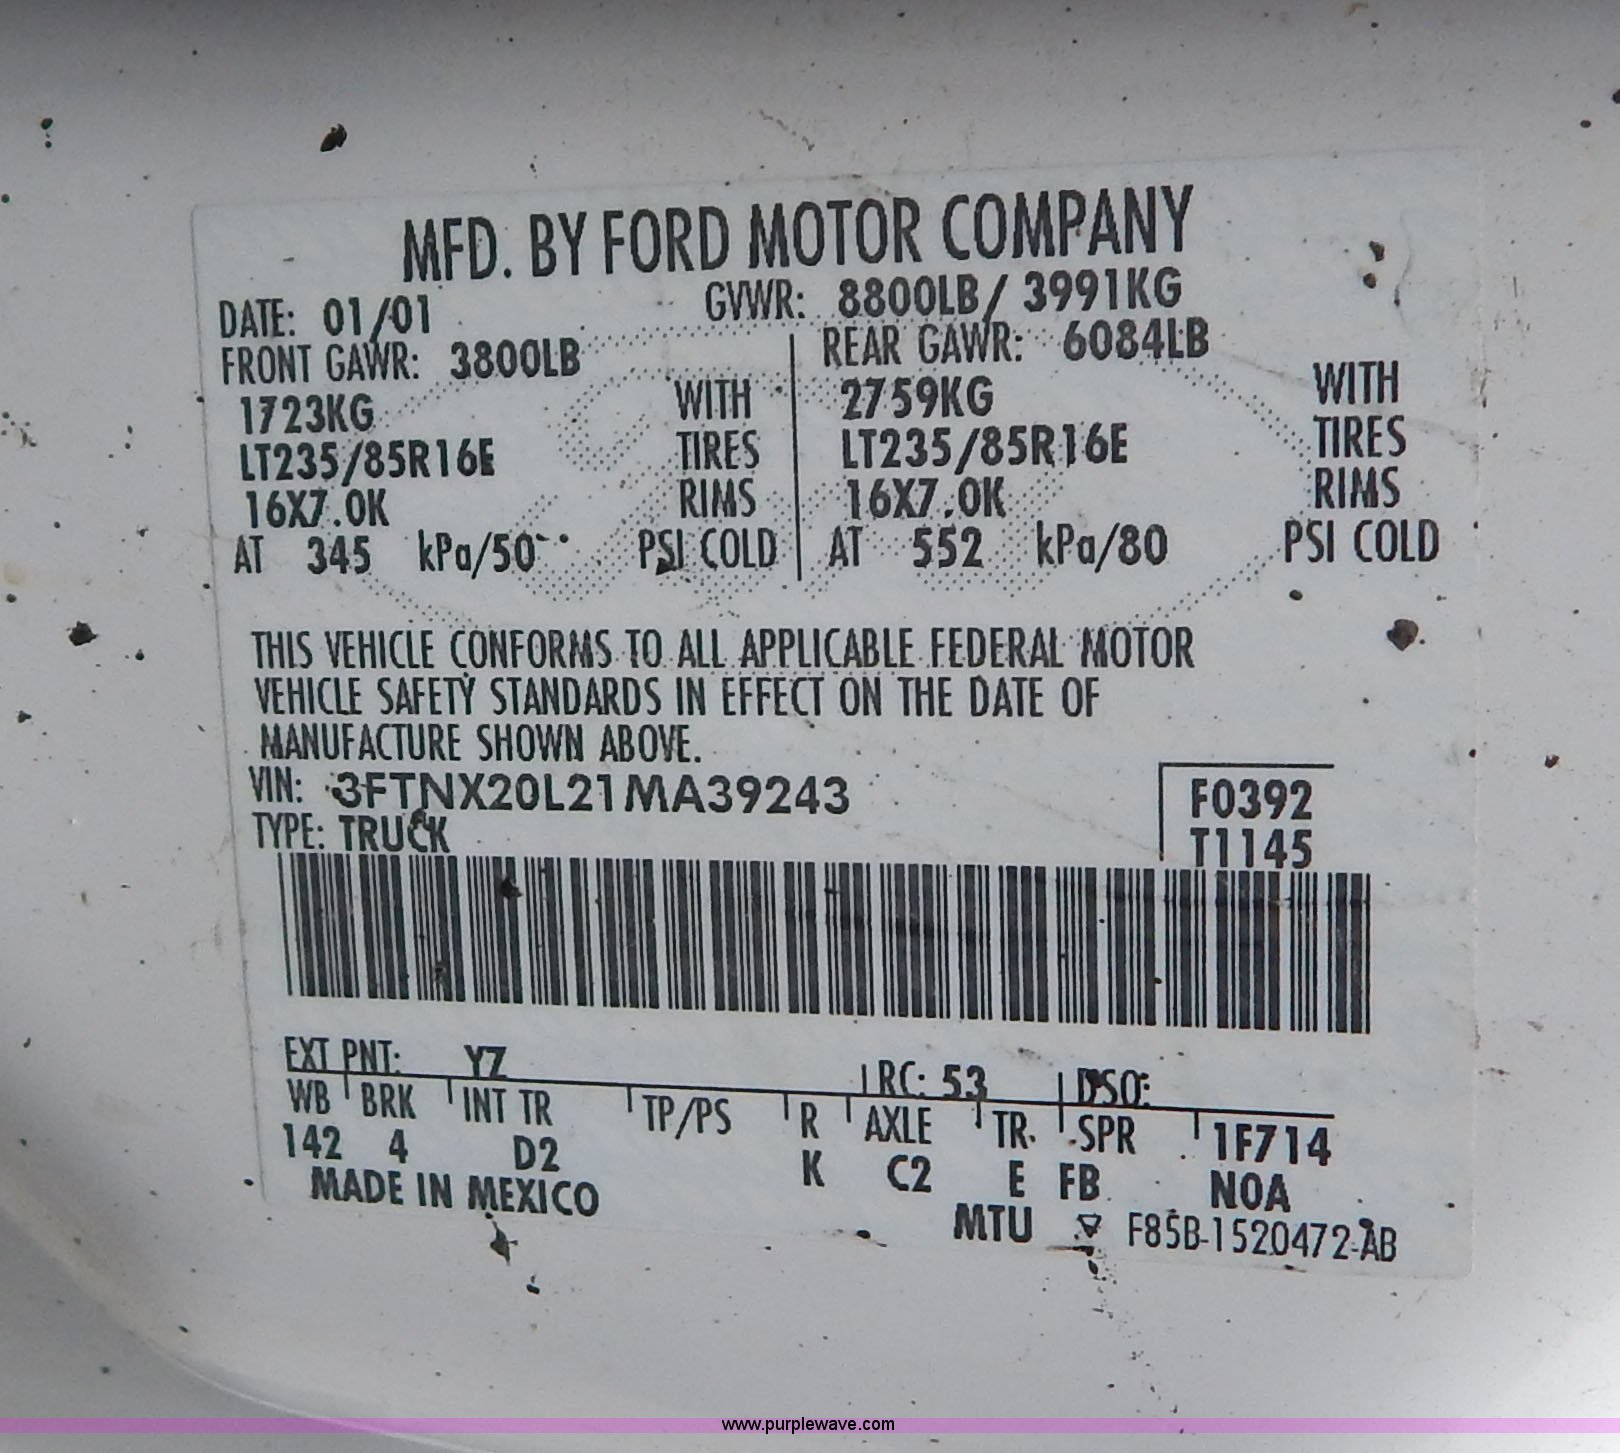 MFD. BY FORD MOTOR COMPANY
DATE: 01/01 GVWR: 8800LB/ 3991KG
FRONT GAWR: 3800LB REAR GAWR: 6084LB
1723KG WITH 2759KG WITH
LT235/85R16E TIRES LT235/85R16E TIRES
16X7.0K RIMS 16X7.0K RIMS
AT 345 kPa/50 PSI COLD AT 552 kPa/80 PSI COLD
THIS VEHICLE CONFORMS TO ALL APPLICABLE FEDERAL MOTOR
VEHICLE SAFETY STANDARDS IN EFFECT ON THE DATE OF
MANUFACTURE SHOWN ABOVE.
VIN: 3FTNX20L21MA39243 F0392
TYPE: TRUCK T1145
EXT PNT: YZ RC: 53 DSO:
WB BRK INT TR TP/PS R AXLE TR SPR 1F714
142 4 D2 K C2 E FB NOA
MADE IN MEXICO MTU F85B-1520472-AB
www.purplewave.com